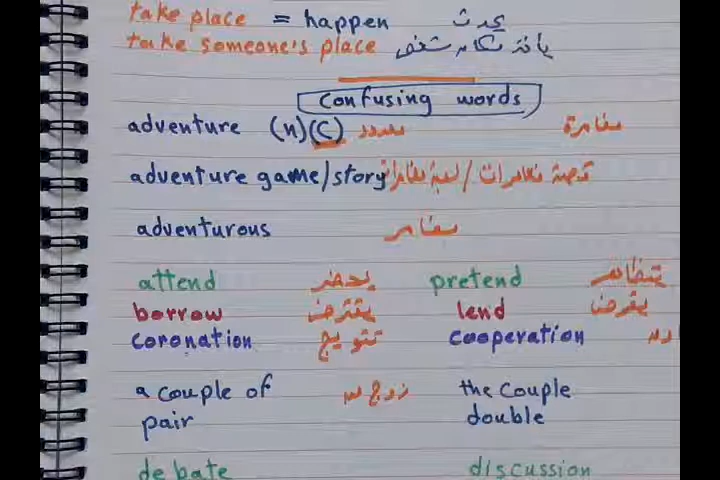 take place = happen يحدث
take someone's place يأخذ مكان شخص
confusing words
adventure (n)(C) معدود مغامرة
adventure game/story قصة مغامرات / لعبة مغامرات
adventurous مغامر
attend يحضر pretend يتظاهر
borrow يقترض lend يقرض
coronation تتويج cooperation
a couple of زوج من the couple
pair double
debate discussion